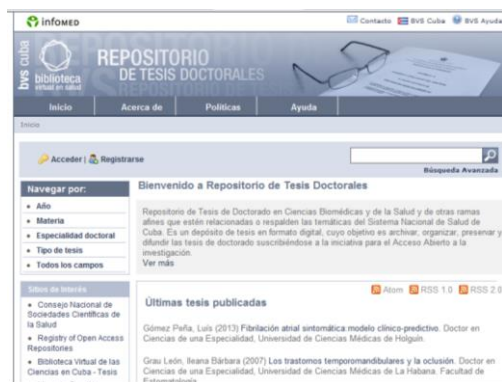 infoMED
Contacto BVS Cuba BVS Ayuda
bvs cuba
biblioteca
virtual en salud
REPOSITORIO
DE TESIS DOCTORALES
Inicio Acerca de Políticas Ayuda
Inicio
Acceder | Registrarse
Búsqueda Avanzada
Navegar por:
Año
Materia
Especialidad doctoral
Tipo de tesis
Todos los campos
Sitios de Interés
Consejo Nacional de
Sociedades Científicas de
la Salud
Registry of Open Access
Repositories
Biblioteca Virtual de las
Ciencias en Cuba - Tesis
Bienvenido a Repositorio de Tesis Doctorales
Repositorio de Tesis de Doctorado en Ciencias Biomédicas y de la Salud y de otras ramas
afines que estén relacionadas o respalden las temáticas del Sistema Nacional de Salud de
Cuba. Es un depósito de tesis en formato digital, cuyo objetivo es archivar, organizar, preservar y
difundir las tesis de doctorado suscribiéndose a la iniciativa para el Acceso Abierto a la
investigación.
Ver más
Atom RSS 1.0 RSS 2.0
Últimas tesis publicadas
Gómez Peña, Luis (2013) Fibrilación atrial sintomática:modelo clínico-predictivo. Doctor en
Ciencias de una Especialidad, Universidad de Ciencias Médicas de Holguín.
Grau León, Ileana Bárbara (2007) Los trastornos temporomandibulares y la oclusión. Doctor en
Ciencias de una Especialidad, Universidad de Ciencias Médicas de La Habana. Facultad de
Estomatología